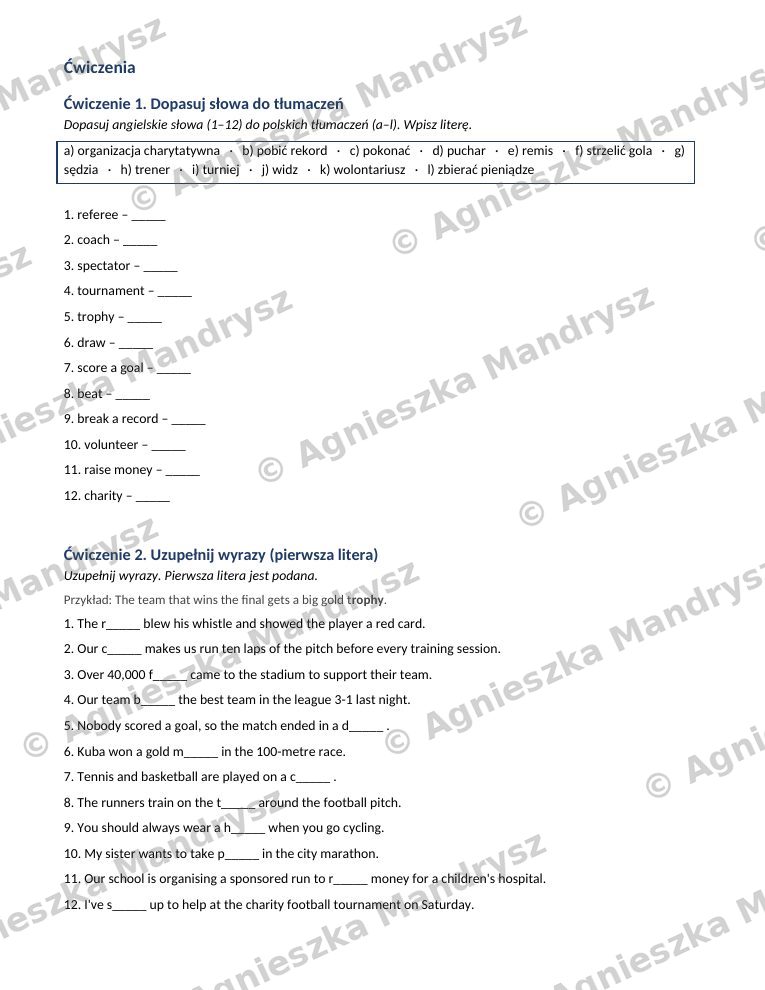 Ćwiczenia
Ćwiczenie 1. Dopasuj słowa do tłumaczeń
Dopasuj angielskie słowa (1–12) do polskich tłumaczeń (a–l). Wpisz literę.
a) organizacja charytatywna · b) pobić rekord · c) pokonać · d) puchar · e) remis · f) strzelić gola · g)
sędzia · h) trener · i) turniej · j) widz · k) wolontariusz · l) zbierać pieniądze
1. referee – _____
2. coach – _____
3. spectator – _____
4. tournament – _____
5. trophy – _____
6. draw – _____
7. score a goal – _____
8. beat – _____
9. break a record – _____
10. volunteer – _____
11. raise money – _____
12. charity – _____
Ćwiczenie 2. Uzupełnij wyrazy (pierwsza litera)
Uzupełnij wyrazy. Pierwsza litera jest podana.
Przykład: The team that wins the final gets a big gold trophy.
1. The r_____ blew his whistle and showed the player a red card.
2. Our c_____ makes us run ten laps of the pitch before every training session.
3. Over 40,000 f_____ came to the stadium to support their team.
4. Our team b_____ the best team in the league 3-1 last night.
5. Nobody scored a goal, so the match ended in a d_____ .
6. Kuba won a gold m_____ in the 100-metre race.
7. Tennis and basketball are played on a c_____ .
8. The runners train on the t_____ around the football pitch.
9. You should always wear a h_____ when you go cycling.
10. My sister wants to take p_____ in the city marathon.
11. Our school is organising a sponsored run to r_____ money for a children's hospital.
12. I've s_____ up to help at the charity football tournament on Saturday.
© Agnieszka Mandrysz